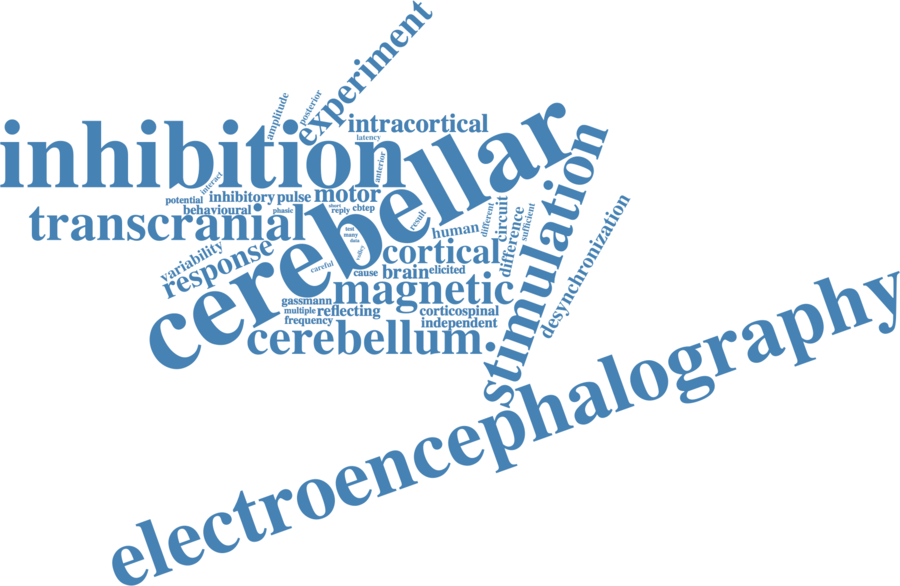 experiment
amplitude
posterior
intracortical
latency
inhibition
cerebellar
stimulation
anterior
interact
potential
inhibitory
pulse
motor
behavioural
phasic
short
reply
cbtep
transcranial
result
human
different
circuit
difference
sufficient
desynchronization
test
many
data
volley
variability
response
careful
cortical
cause
brain
elicited
magnetic
gassmann
multiple
reflecting
corticospinal
frequency
independent
cerebellum
electroencephalography